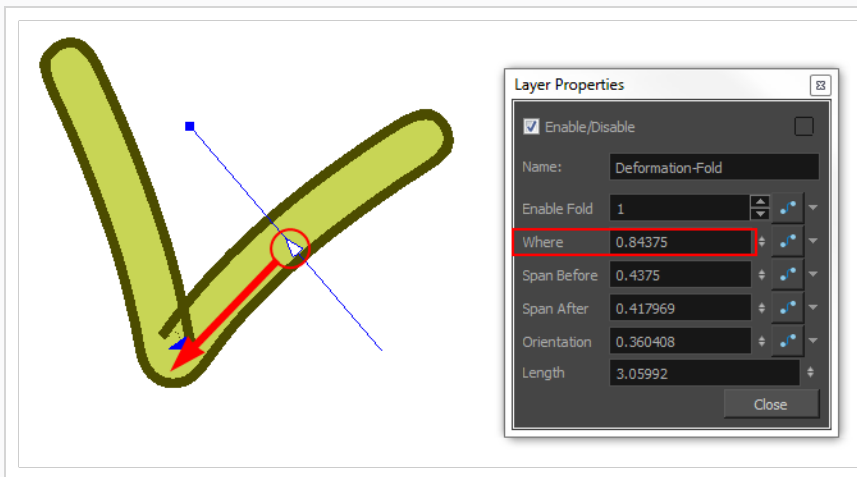 Layer Properties
Enable/Disable
Name: Deformation-Fold
Enable Fold 1
Where 0.84375
Span Before 0.4375
Span After 0.417969
Orientation 0.360408
Length 3.05992
Close